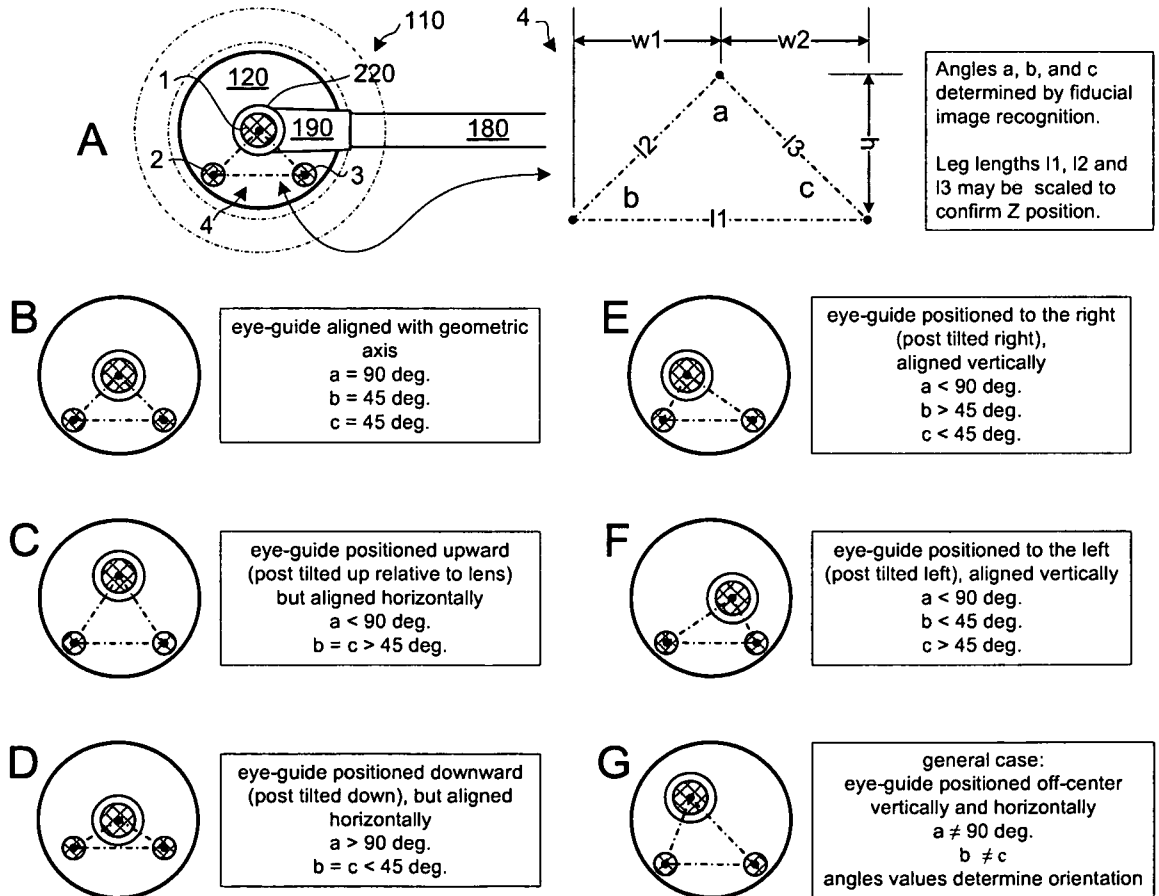 A
110
1
120
220
190
180
2
3
4
4
w1
w2
a
l2
l3
h
b
c
l1
Angles a, b, and c
determined by fiducial
image recognition.
Leg lengths l1, l2 and
l3 may be scaled to
confirm Z position.
B
eye-guide aligned with geometric
axis
a = 90 deg.
b = 45 deg.
c = 45 deg.
E
eye-guide positioned to the right
(post tilted right),
aligned vertically
a < 90 deg.
b > 45 deg.
c < 45 deg.
C
eye-guide positioned upward
(post tilted up relative to lens)
but aligned horizontally
a < 90 deg.
b = c > 45 deg.
F
eye-guide positioned to the left
(post tilted left), aligned vertically
a < 90 deg.
b < 45 deg.
c > 45 deg.
D
eye-guide positioned downward
(post tilted down), but aligned
horizontally
a > 90 deg.
b = c < 45 deg.
G
general case:
eye-guide positioned off-center
vertically and horizontally
a ≠ 90 deg.
b ≠ c
angles values determine orientation